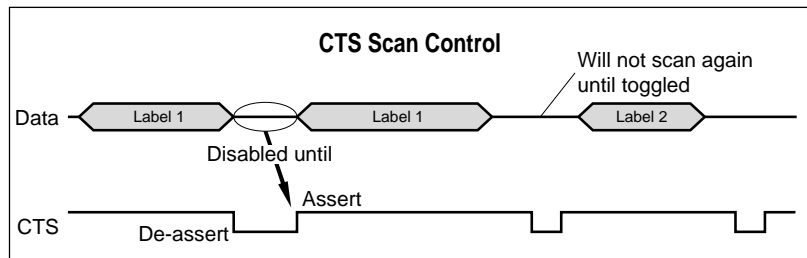 CTS Scan Control
Will not scan again
until toggled
Data
Label 1
Label 1
Label 2
Disabled until
Assert
CTS
De-assert